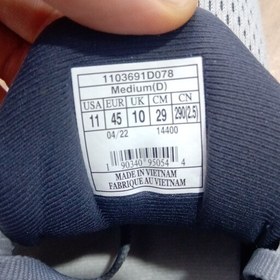 1103691D078
Medium(D)
USA EUR UK CM CN
11 45 10 29 290(2.5)
04/22 14400
1 90340 95054 4
MADE IN VIETNAM
FABRIQUE AU VIETNAM